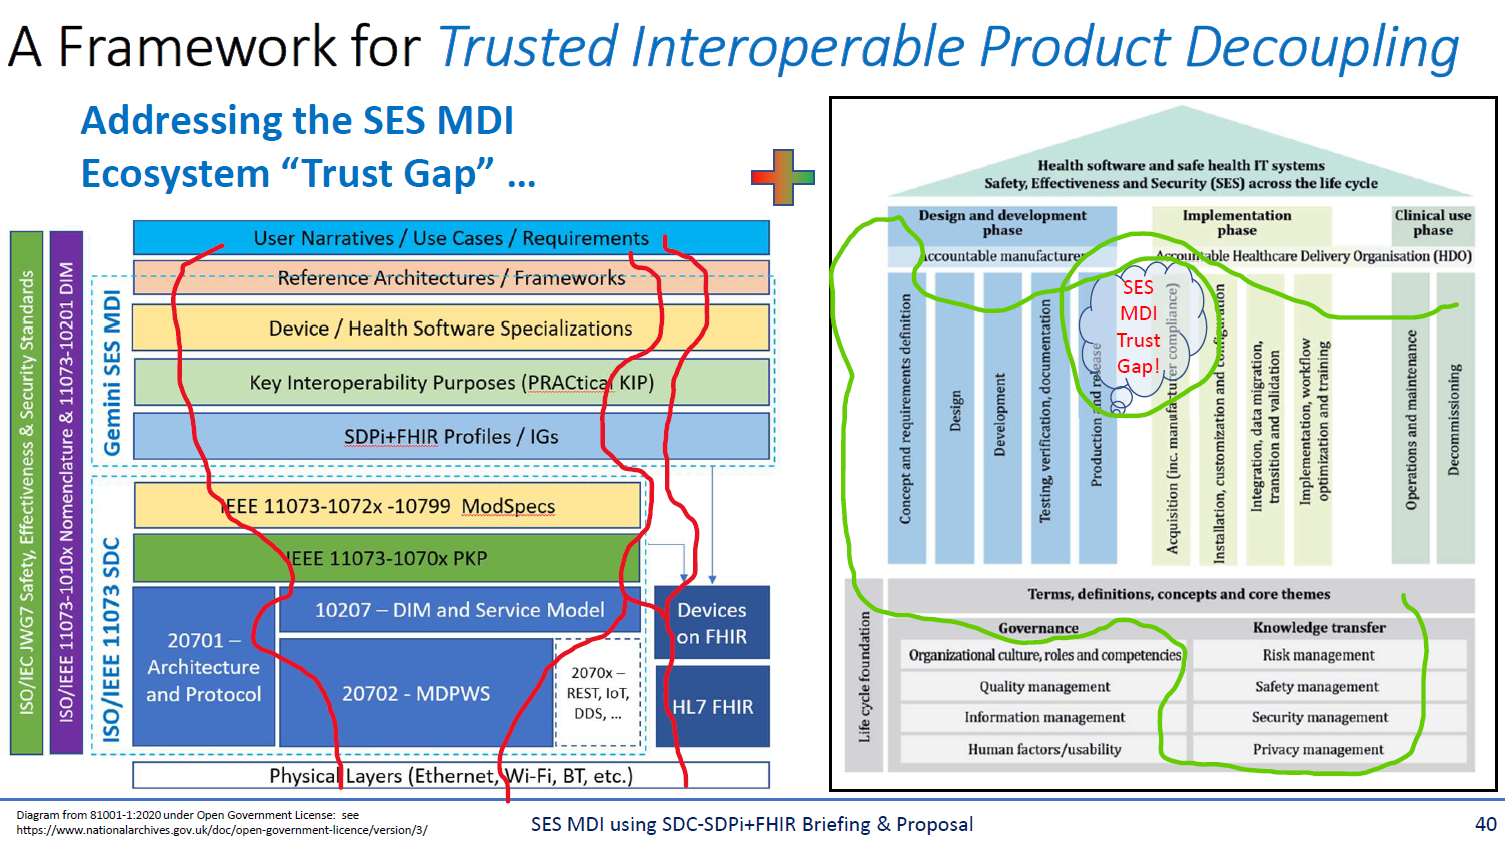 A Framework for Trusted Interoperable Product Decoupling
Addressing the SES MDI
Ecosystem “Trust Gap” ...
ISO/IEC JWG7 Safety, Effectiveness & Security Standards
ISO/IEEE 11073-1010x Nomenclature & 11073-10201 DIM
Gemini SES MDI
ISO/IEEE 11073 SDC
User Narratives / Use Cases / Requirements
Reference Architectures / Frameworks
Device / Health Software Specializations
Key Interoperability Purposes (PRACtical KIP)
SDPi+FHIR Profiles / IGs
IEEE 11073-1072x -10799 ModSpecs
IEEE 11073-1070x PKP
20701 –
Architecture
and Protocol
10207 – DIM and Service Model
20702 - MDPWS
2070x –
REST, IoT,
DDS, ...
Devices
on FHIR
HL7 FHIR
Physical Layers (Ethernet, Wi-Fi, BT, etc.)
Health software and safe health IT systems
Safety, Effectiveness and Security (SES) across the life cycle
Design and development
phase
Implementation
phase
Clinical use
phase
Accountable manufacturer
Accountable Healthcare Delivery Organisation (HDO)
Concept and requirements definition
Design
Development
Testing, verification, documentation
Production and release
SES
MDI
Trust
Gap!
Acquisition (inc. manufacturer compliance)
Installation, customization and configuration
Integration, data migration,
transition and validation
Implementation, workflow
optimization and training
Operations and maintenance
Decommissioning
Life cycle foundation
Terms, definitions, concepts and core themes
Governance
Organizational culture, roles and competencies
Quality management
Information management
Human factors/usability
Knowledge transfer
Risk management
Safety management
Security management
Privacy management
Diagram from 81001-1:2020 under Open Government License: see
https://www.nationalarchives.gov.uk/doc/open-government-licence/version/3/
SES MDI using SDC-SDPi+FHIR Briefing & Proposal
40